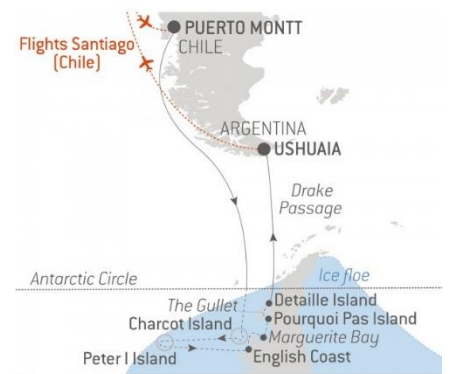 PUERTO MONTT
CHILE
Flights Santiago
(Chile)
ARGENTINA
USHUAIA
Drake
Passage
Antarctic Circle
Ice floe
The Gullet
Detaille Island
Charcot Island
Pourquoi Pas Island
Marguerite Bay
Peter I Island
English Coast